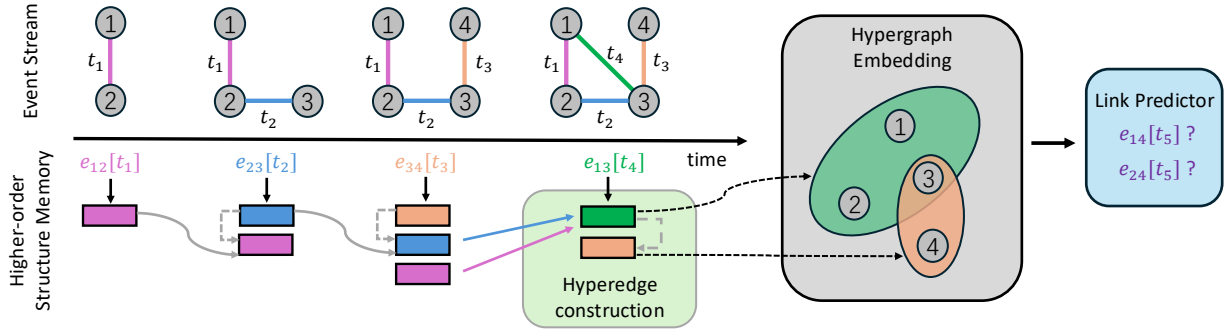 Event Stream
1
t₁
2
1
t₁
2
3
t₂
1
4
t₁
t₃
2
3
t₂
1
4
t₄
t₁
t₃
2
3
t₂
time
Higher-order
Structure Memory
e₁₂[t₁]
e₂₃[t₂]
e₃₄[t₃]
e₁₃[t₄]
Hyperedge
construction
Hypergraph
Embedding
1
3
2
4
Link Predictor
e₁₄[t₅] ?
e₂₄[t₅] ?